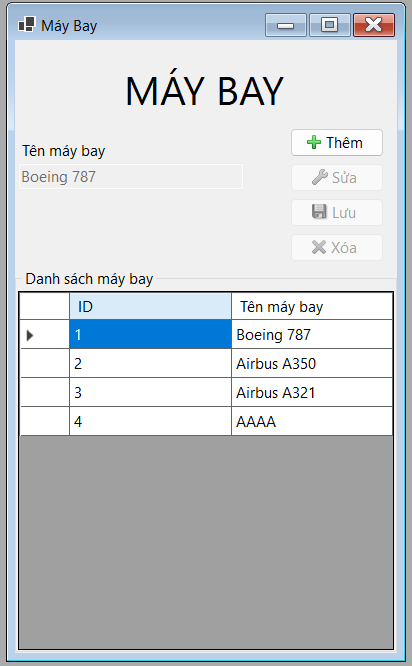 Máy Bay
MÁY BAY
Tên máy bay
Boeing 787
Thêm
Sửa
Lưu
Xóa
Danh sách máy bay
ID Tên máy bay
1 Boeing 787
2 Airbus A350
3 Airbus A321
4 AAAA